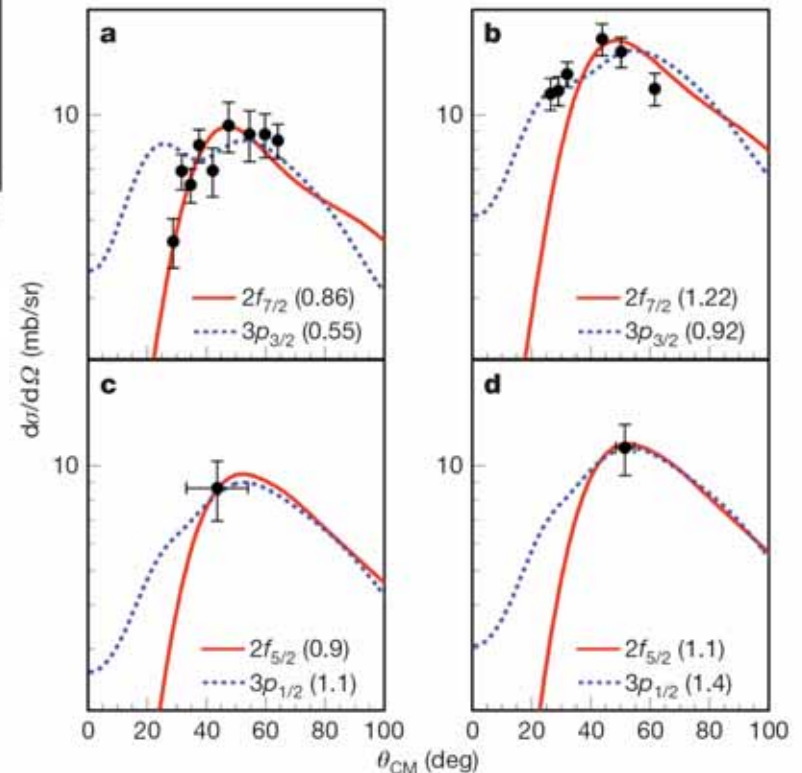 a
b
10
10
2f7/2 (0.86)
3p3/2 (0.55)
2f7/2 (1.22)
3p3/2 (0.92)
dσ/dΩ (mb/sr)
c
d
10
10
2f5/2 (0.9)
3p1/2 (1.1)
2f5/2 (1.1)
3p1/2 (1.4)
0 20 40 60 80 100
0 20 40 60 80 100
θCM (deg)